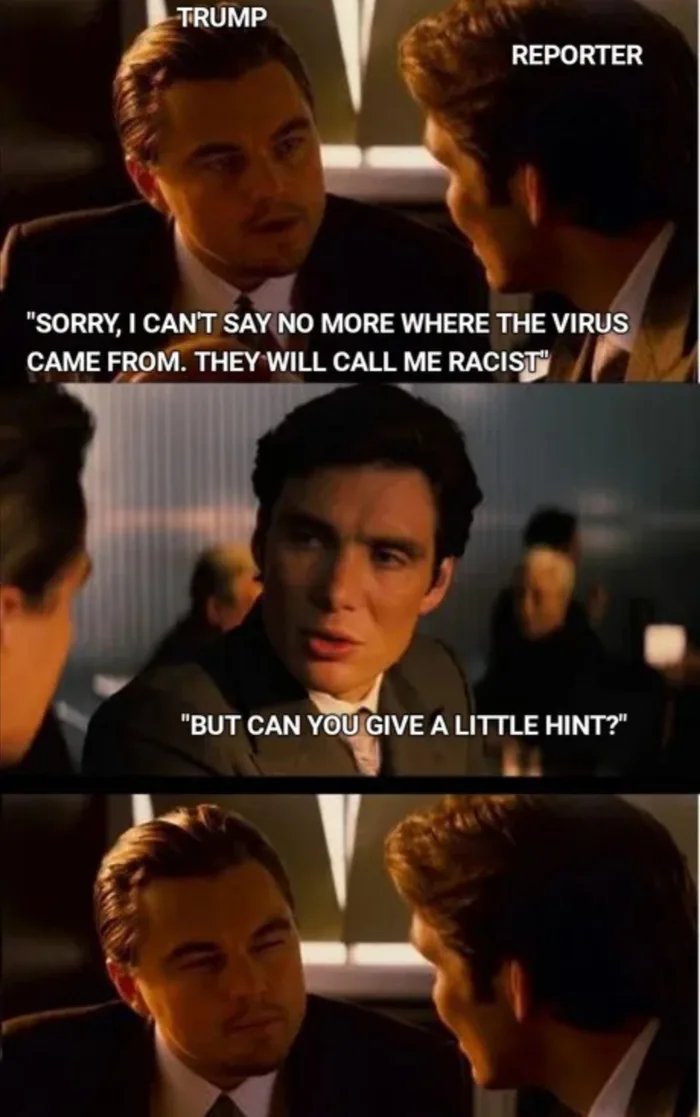 TRUMP
REPORTER
"SORRY, I CAN'T SAY NO MORE WHERE THE VIRUS
CAME FROM. THEY WILL CALL ME RACIST"
"BUT CAN YOU GIVE A LITTLE HINT?"